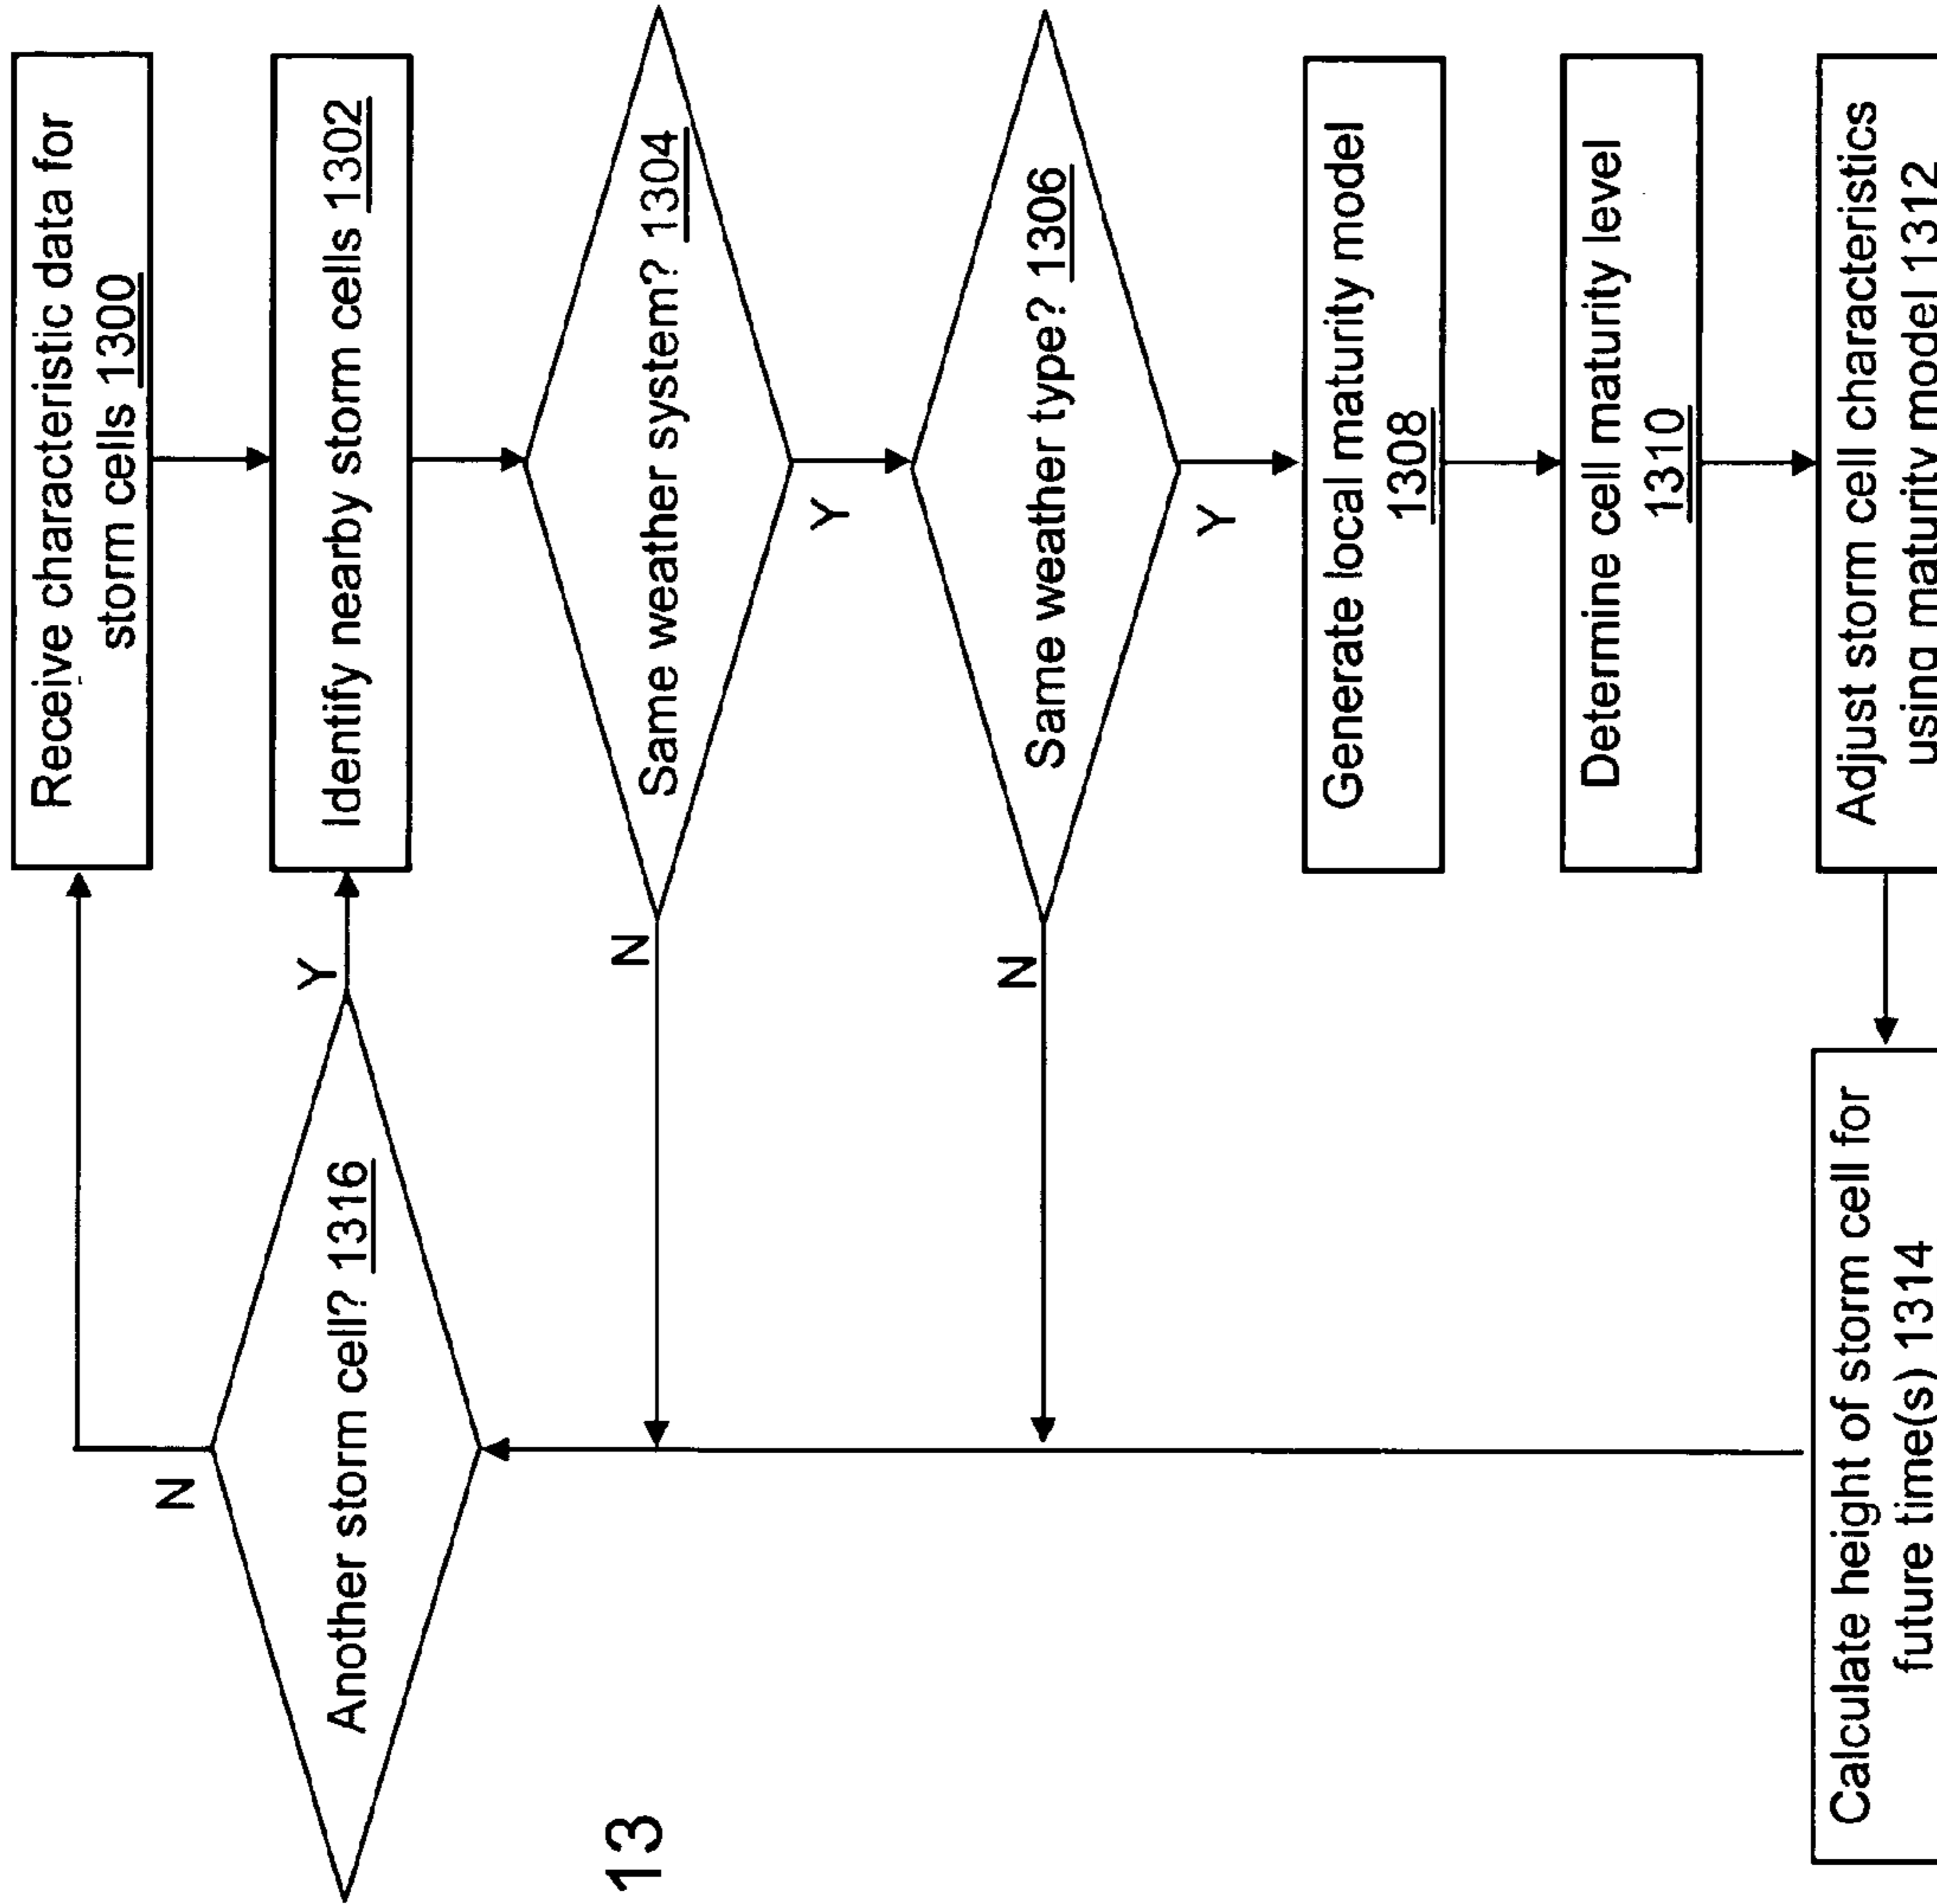 Receive characteristic data for
storm cells 1300
Identify nearby storm cells 1302
Same weather system? 1304
N
Y
Same weather type? 1306
N
Y
Generate local maturity model
1308
Determine cell maturity level
1310
Adjust storm cell characteristics
using maturity model 1312
Calculate height of storm cell for
future time(s) 1314
Another storm cell? 1316
Y
N
13